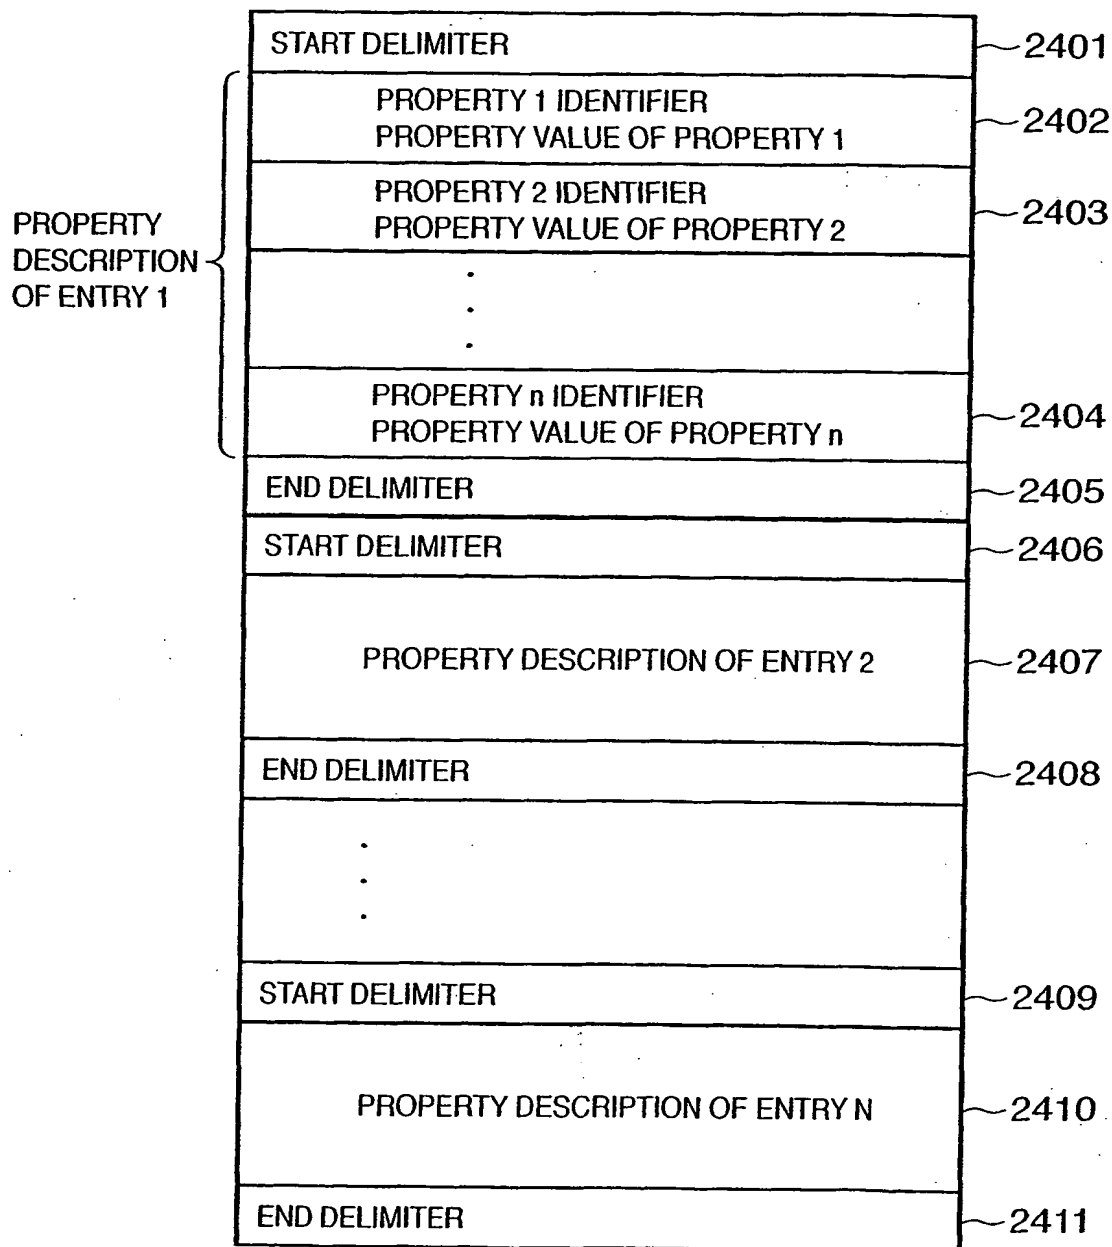 START DELIMITER
2401
PROPERTY 1 IDENTIFIER
PROPERTY VALUE OF PROPERTY 1
2402
PROPERTY 2 IDENTIFIER
PROPERTY VALUE OF PROPERTY 2
2403
PROPERTY
DESCRIPTION
OF ENTRY 1
PROPERTY n IDENTIFIER
PROPERTY VALUE OF PROPERTY n
2404
END DELIMITER
2405
START DELIMITER
2406
PROPERTY DESCRIPTION OF ENTRY 2
2407
END DELIMITER
2408
START DELIMITER
2409
PROPERTY DESCRIPTION OF ENTRY N
2410
END DELIMITER
2411